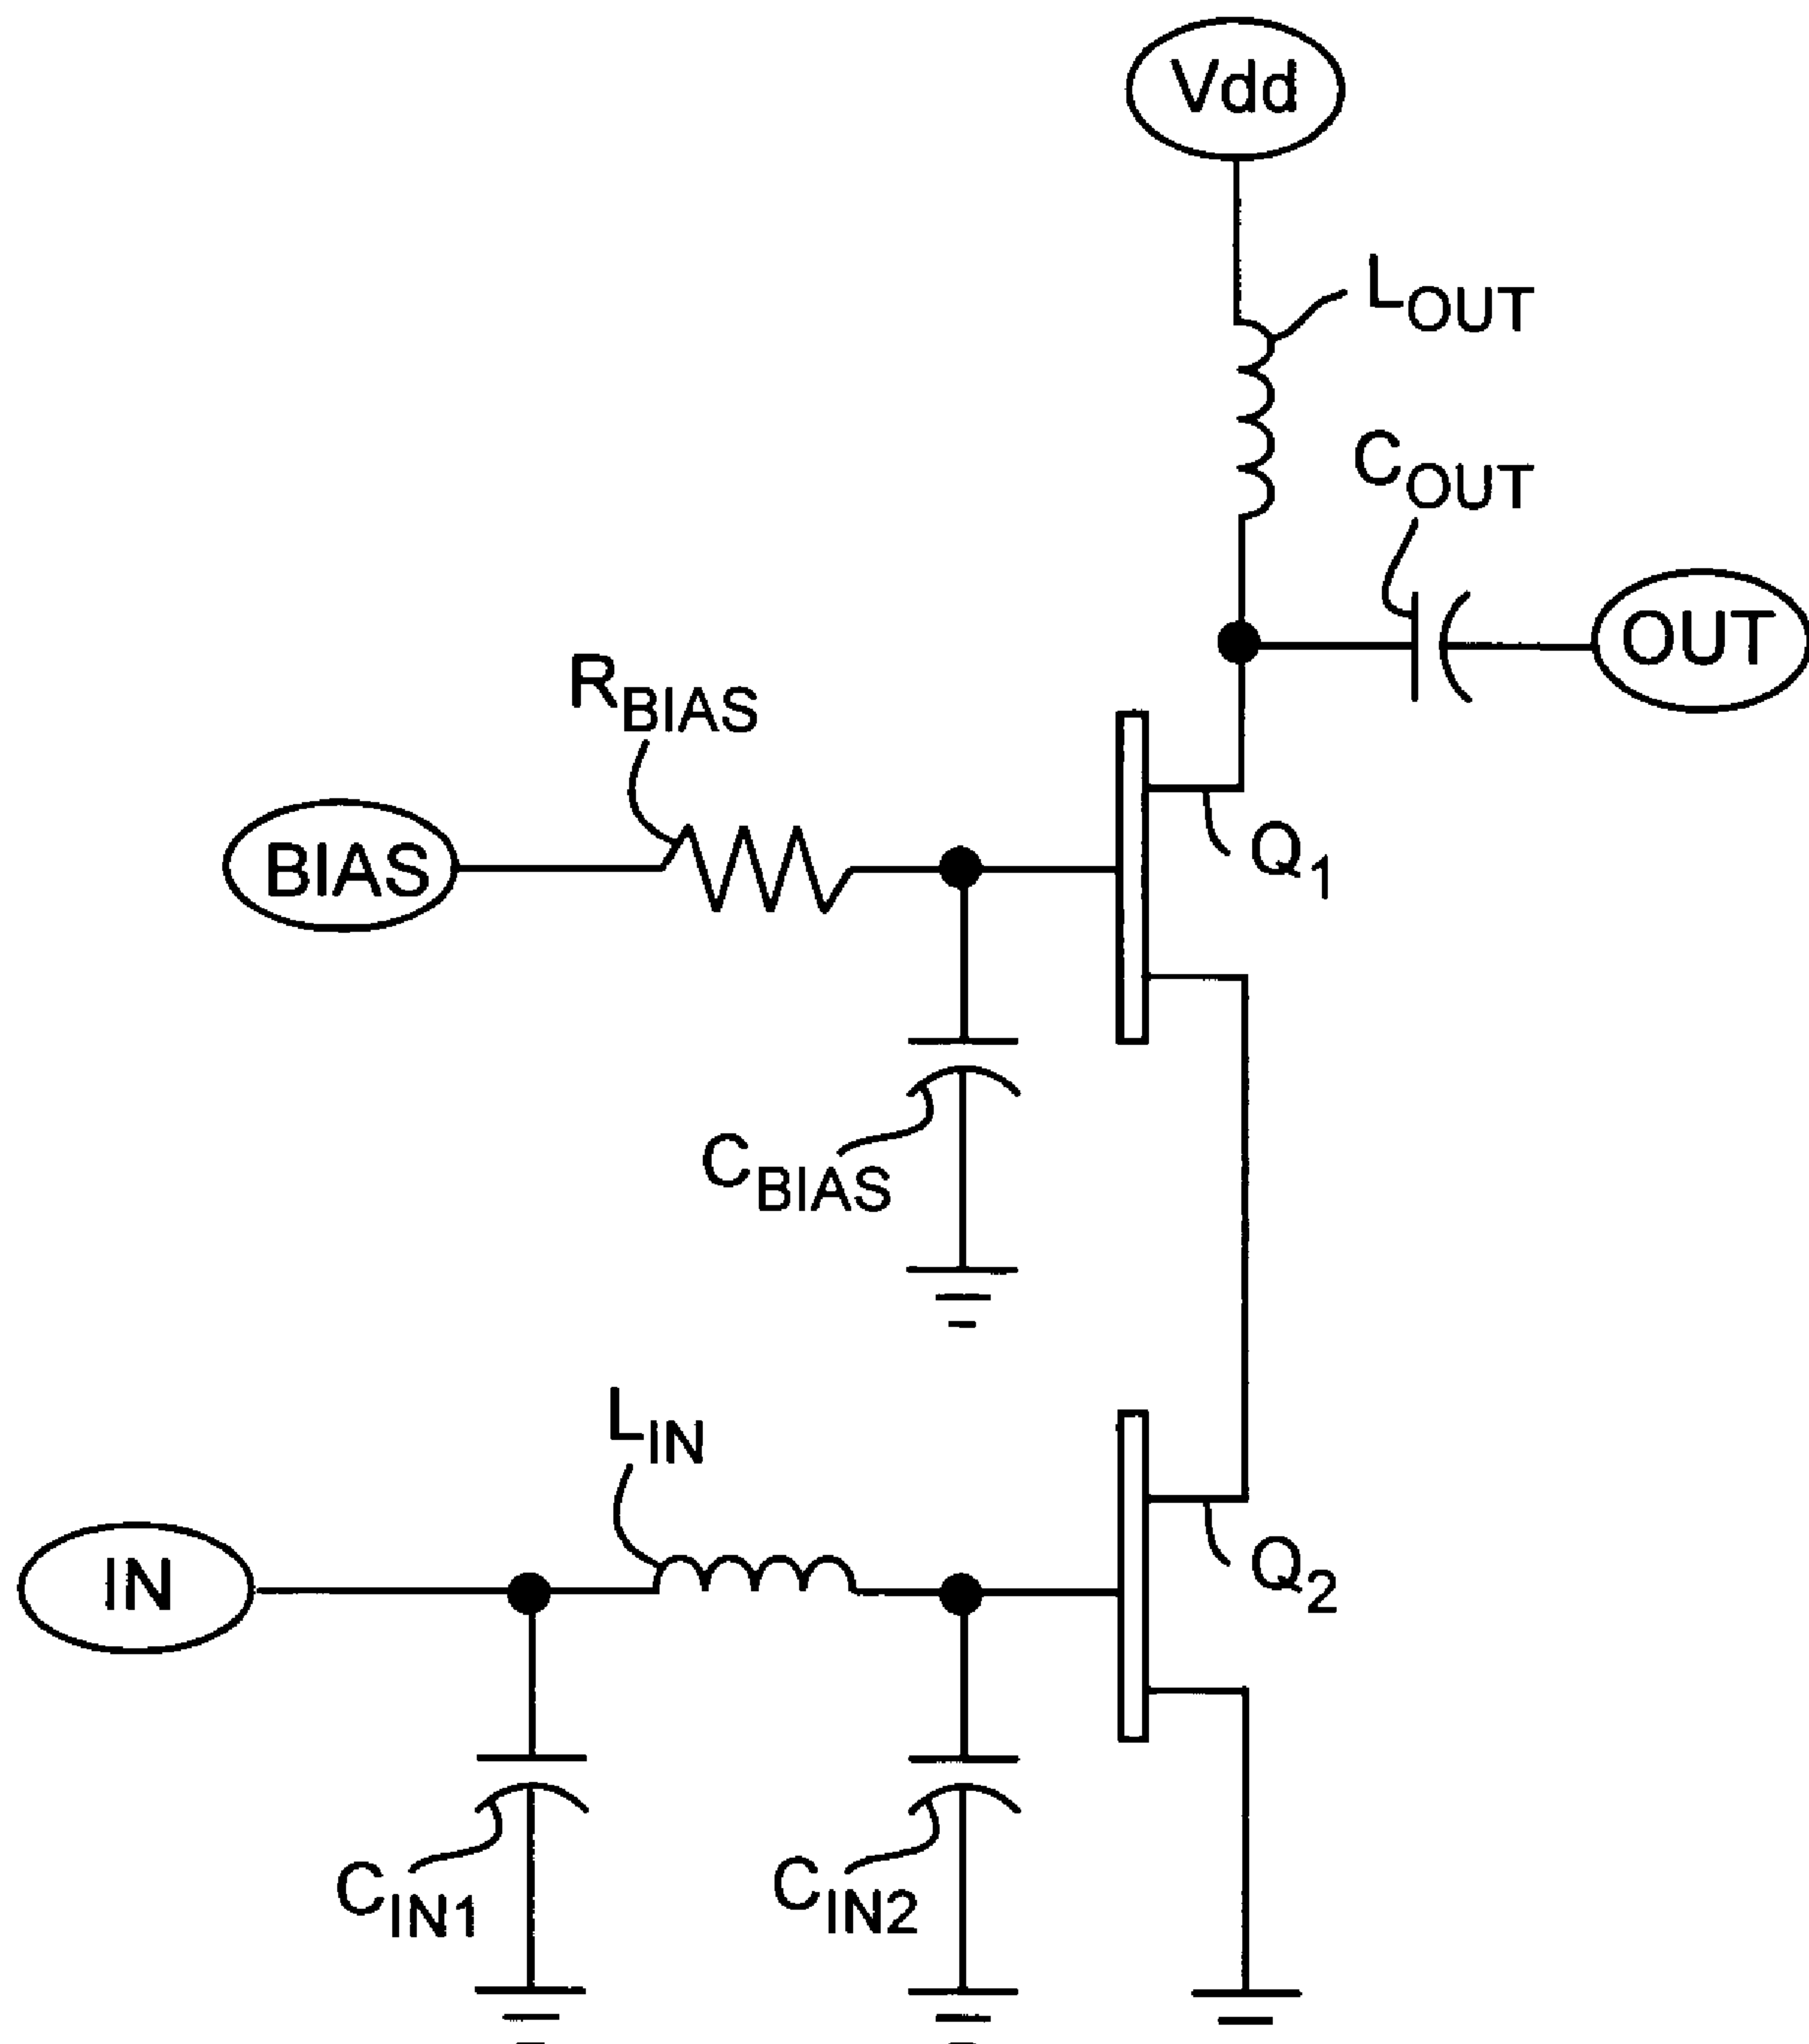 Vdd
LOUT
COUT
OUT
RBIAS
BIAS
Q1
CBIAS
LIN
IN
Q2
CIN1
CIN2